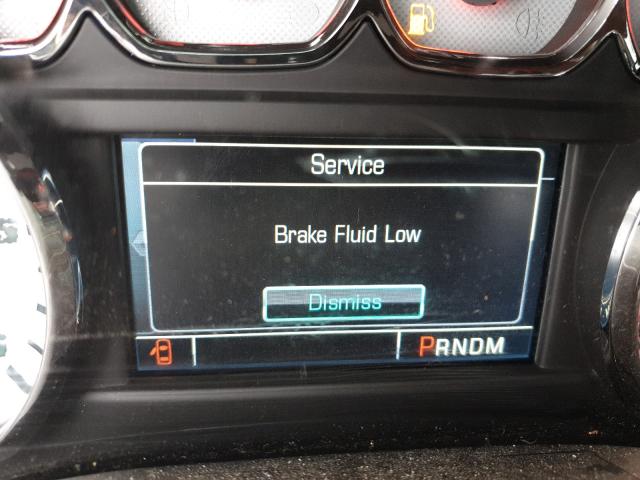 Service
Brake Fluid Low
Dismiss
PRNDM